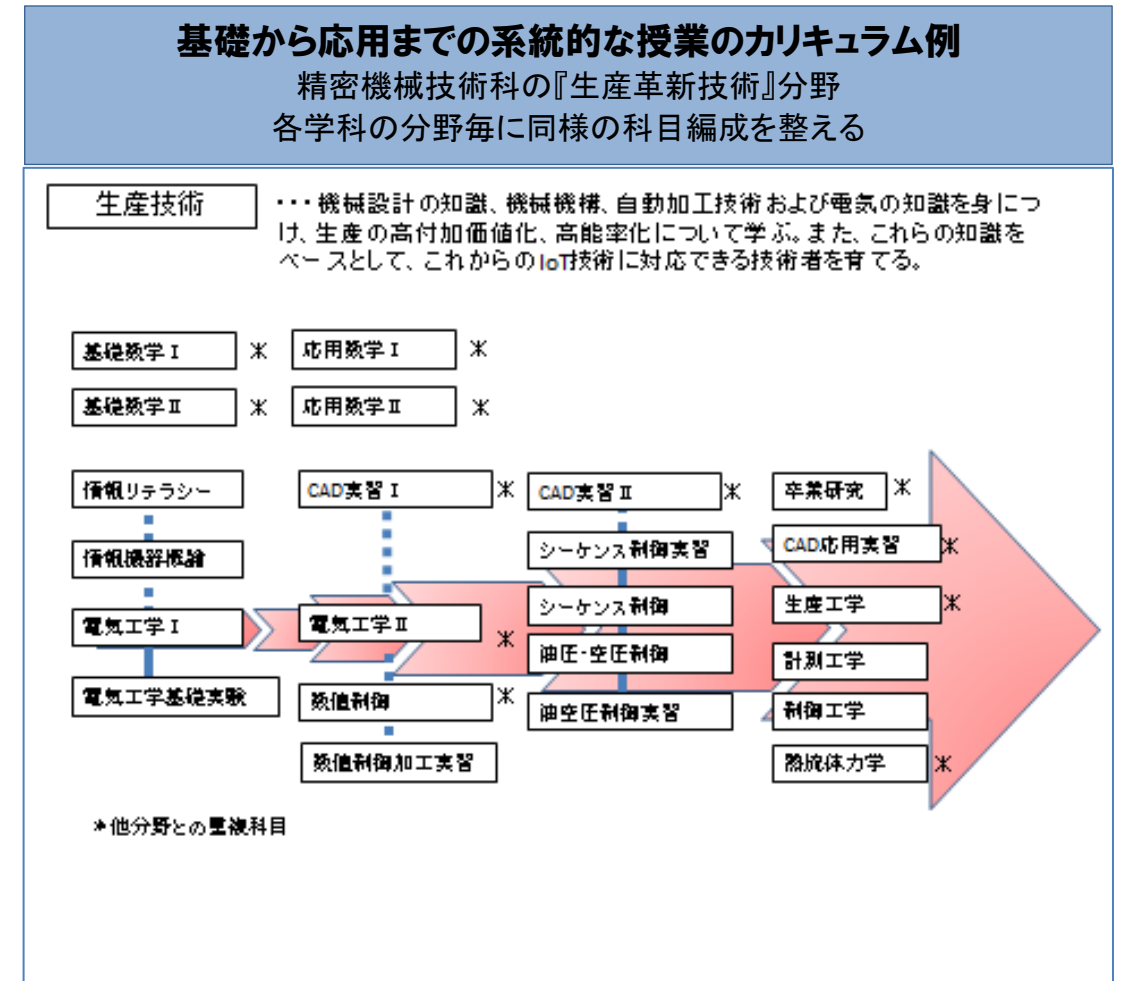 基礎から応用までの系統的な授業のカリキュラム例
精密機械技術科の『生産革新技術』分野
各学科の分野毎に同様の科目編成を整える
生産技術
・・・機械設計の知識、機械機構、自動加工技術および電気の知識を身につ
け、生産の高付加価値化、高能率化について学ぶ。また、これらの知識を
ベースとして、これからのIoT技術に対応できる技術者を育てる。
基礎数学Ⅰ * 応用数学Ⅰ *
基礎数学Ⅱ * 応用数学Ⅱ *
情報リテラシー
情報機器概論
電気工学Ⅰ
電気工学基礎実験
CAD実習Ⅰ *
電気工学Ⅱ *
数値制御 *
数値制御加工実習
CAD実習Ⅱ *
シーケンス制御実習
シーケンス制御
油圧・空圧制御
油空圧制御実習
卒業研究 *
CAD応用実習 *
生産工学 *
計測工学
制御工学
熱流体力学 *
*他分野との重複科目